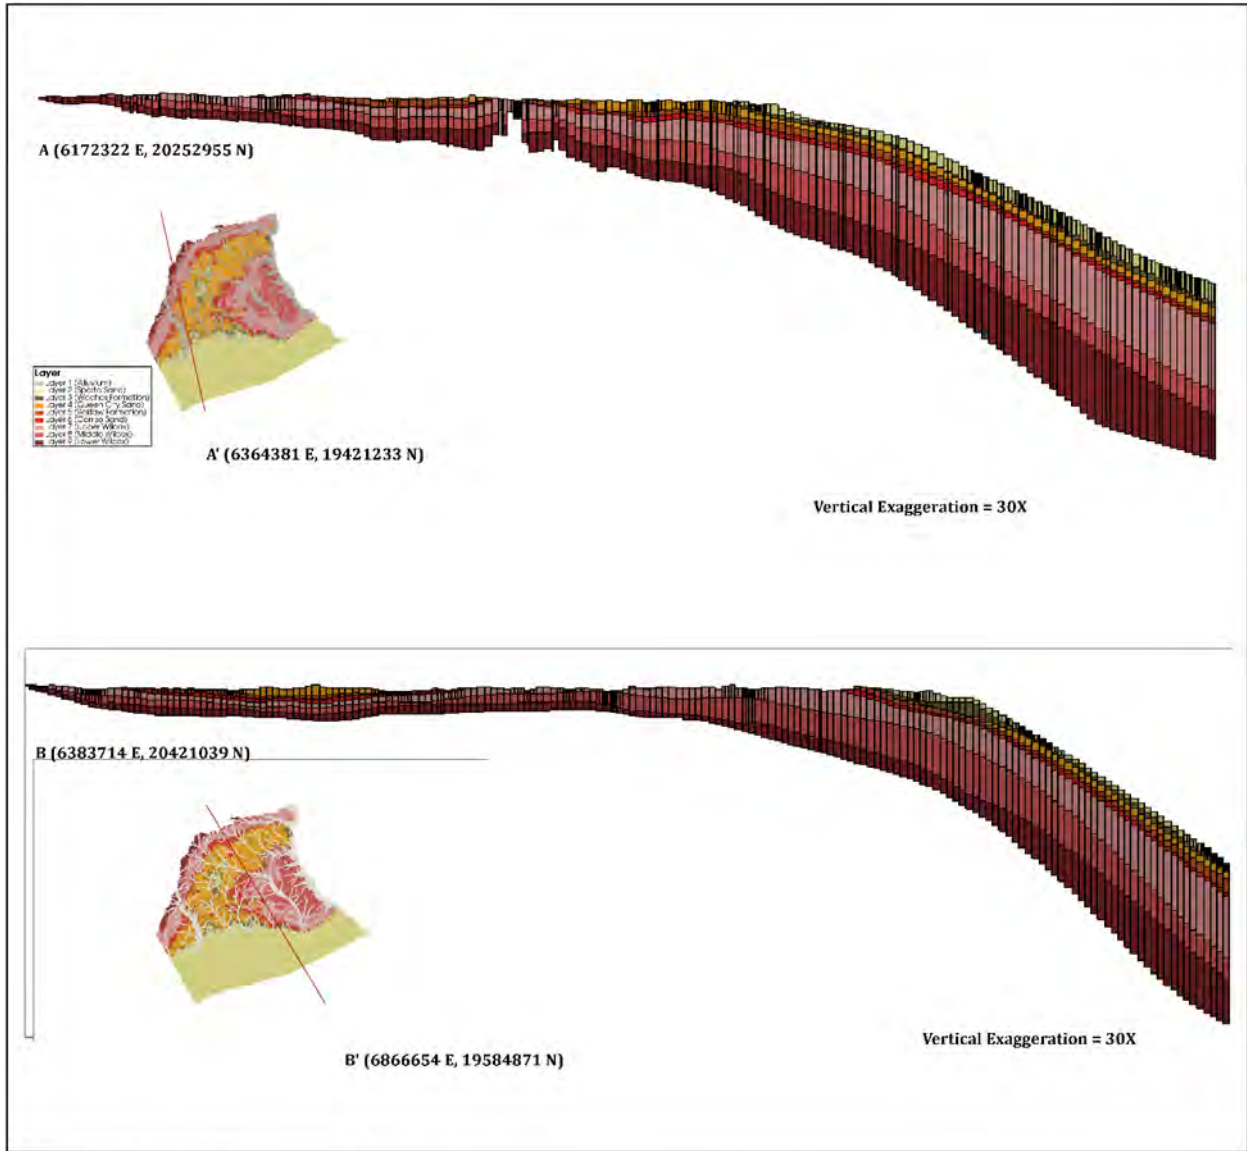 A (6172322 E, 20252955 N)
Layer
Layer 1 (Alluvium)
Layer 2 (Sparta Sand)
Layer 3 (Weches Formation)
Layer 4 (Queen City Sand)
Layer 5 (Reklaw Formation)
Layer 6 (Carrizo Sand)
Layer 7 (Upper Wilcox)
Layer 8 (Middle Wilcox)
Layer 9 (Lower Wilcox)
A' (6364381 E, 19421233 N)
Vertical Exaggeration = 30X
B (6383714 E, 20421039 N)
B' (6866654 E, 19584871 N)
Vertical Exaggeration = 30X